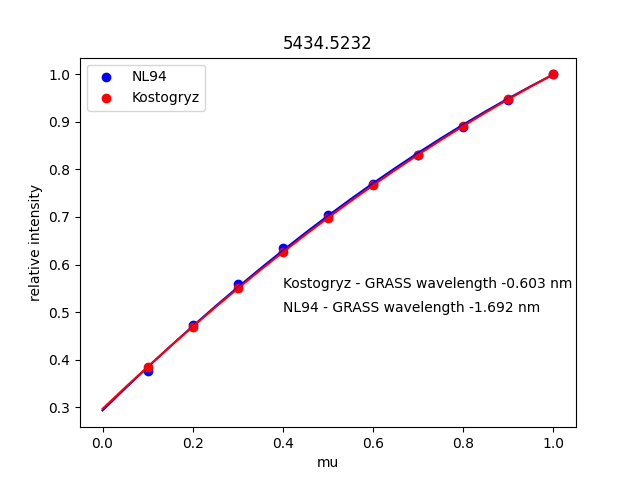 5434.5232
NL94
Kostogryz
relative intensity
1.0
0.9
0.8
0.7
0.6
0.5
0.4
0.3
Kostogryz - GRASS wavelength -0.603 nm
NL94 - GRASS wavelength -1.692 nm
0.0 0.2 0.4 0.6 0.8 1.0
mu